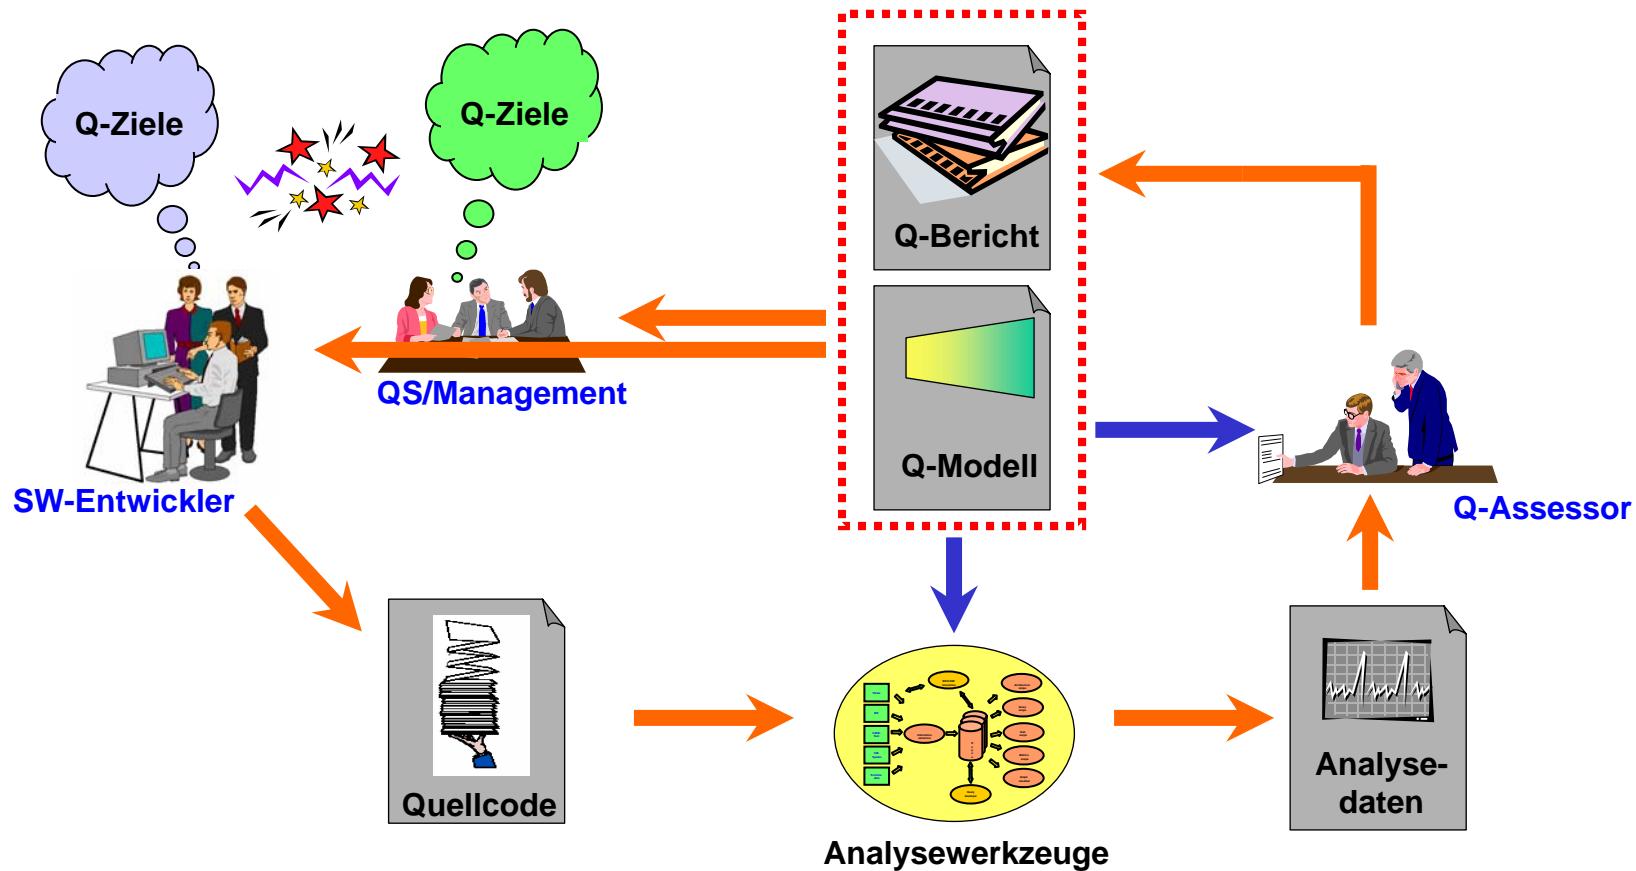 Q-Ziele
Q-Ziele
Q-Bericht
QS/Management
Q-Modell
SW-Entwickler
Q-Assessor
Quellcode
Analyse-
daten
Analysewerkzeuge